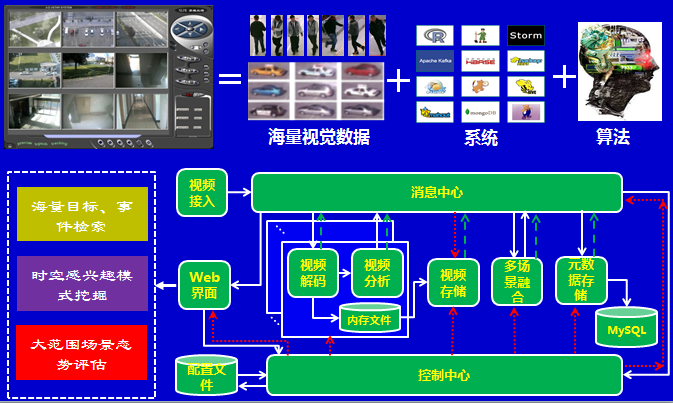 Storm
Apache Kafka
HBASE
mahout
mongoDB
海量视觉数据
系统
算法
视频
接入
消息中心
海量目标、事
件检索
时空感兴趣模
式挖掘
大范围场景态
势评估
Web
界面
视频
解码
视频
分析
内存文件
视频
存储
多场
景融
合
元数
据存
储
MySQL
配置文
件
控制中心